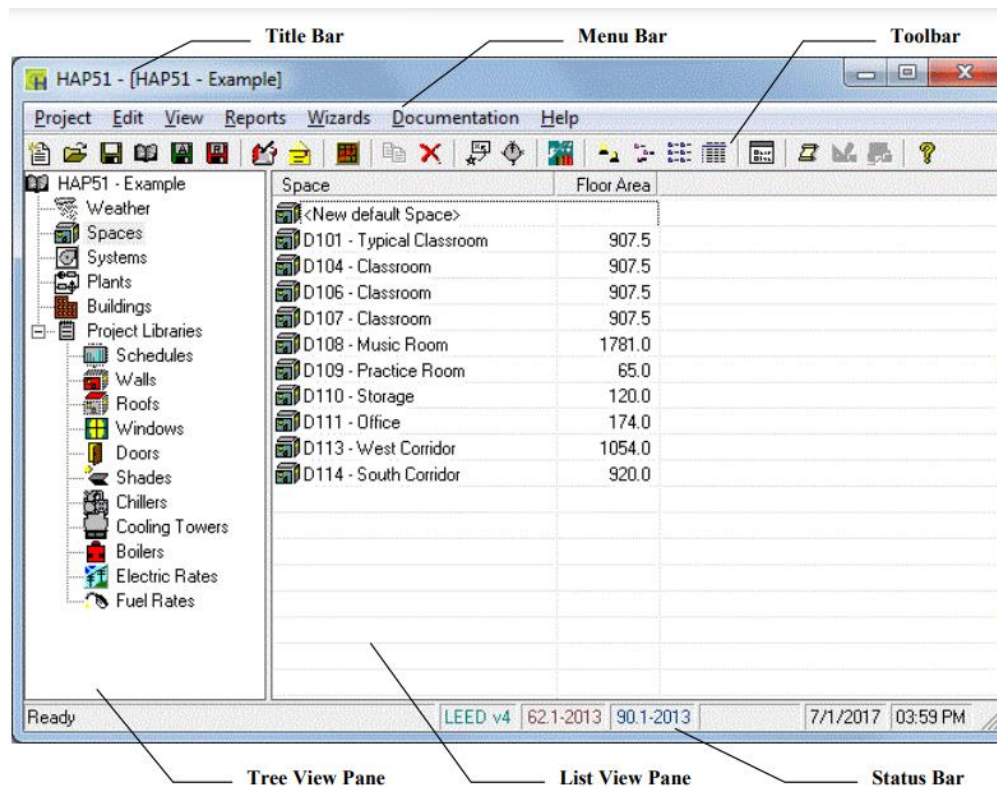 Title Bar Menu Bar Toolbar
HAP51 - [HAP51 - Example]
Project Edit View Reports Wizards Documentation Help
HAP51 - Example
Weather
Spaces
Systems
Plants
Buildings
Project Libraries
Schedules
Walls
Roofs
Windows
Doors
Shades
Chillers
Cooling Towers
Boilers
Electric Rates
Fuel Rates
Space Floor Area
<New default Space>
D101 - Typical Classroom 907.5
D104 - Classroom 907.5
D106 - Classroom 907.5
D107 - Classroom 907.5
D108 - Music Room 1781.0
D109 - Practice Room 65.0
D110 - Storage 120.0
D111 - Office 174.0
D113 - West Corridor 1054.0
D114 - South Corridor 920.0
Ready LEED v4 62.1-2013 90.1-2013 7/1/2017 03:59 PM
Tree View Pane List View Pane Status Bar